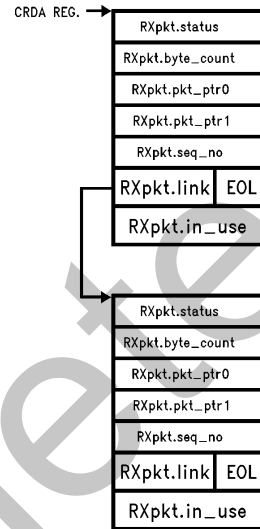 CRDA REG.
RXpkt.status
RXpkt.byte_count
RXpkt.pkt_ptr0
RXpkt.pkt_ptr1
RXpkt.seq_no
RXpkt.link EOL
RXpkt.in_use
RXpkt.status
RXpkt.byte_count
RXpkt.pkt_ptr0
RXpkt.pkt_ptr1
RXpkt.seq_no
RXpkt.link EOL
RXpkt.in_use
ete